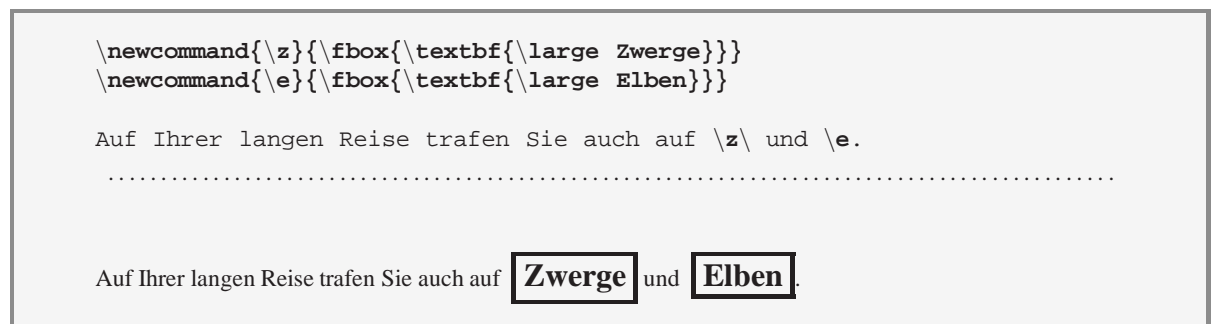 \newcommand{\z}{\fbox{\textbf{\large Zwerge}}}
\newcommand{\e}{\fbox{\textbf{\large Elben}}}
Auf Ihrer langen Reise trafen Sie auch auf \z\ und \e.
Auf Ihrer langen Reise trafen Sie auch auf Zwerge und Elben.